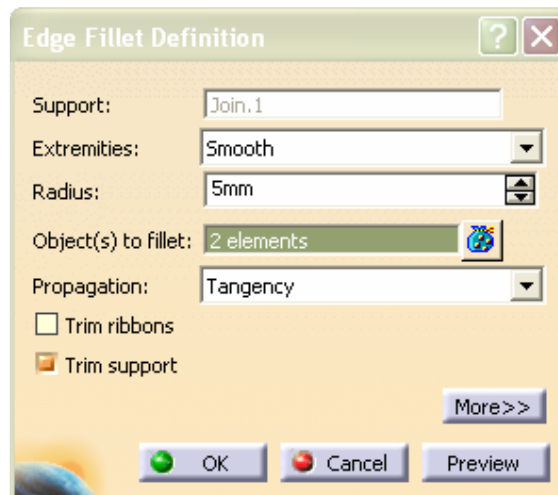 Edge Fillet Definition ?
Support: Join.1
Extremities: Smooth
Radius: 5mm
Object(s) to fillet: 2 elements
Propagation: Tangency
Trim ribbons
Trim support
More>>
OK Cancel Preview